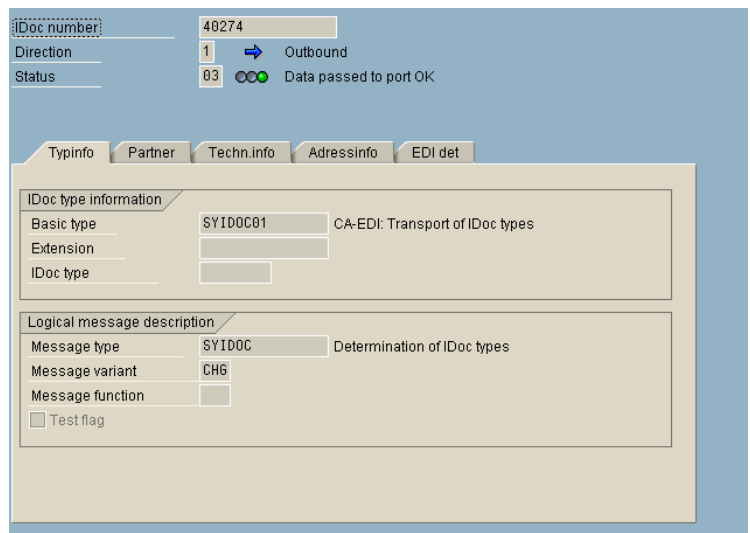 IDoc number 40274
Direction 1 Outbound
Status 03 Data passed to port OK
Typinfo Partner Techn.info Adressinfo EDI det
IDoc type information
Basic type SYIDOC01 CA-EDI: Transport of IDoc types
Extension
IDoc type
Logical message description
Message type SYIDOC Determination of IDoc types
Message variant CHG
Message function
Test flag